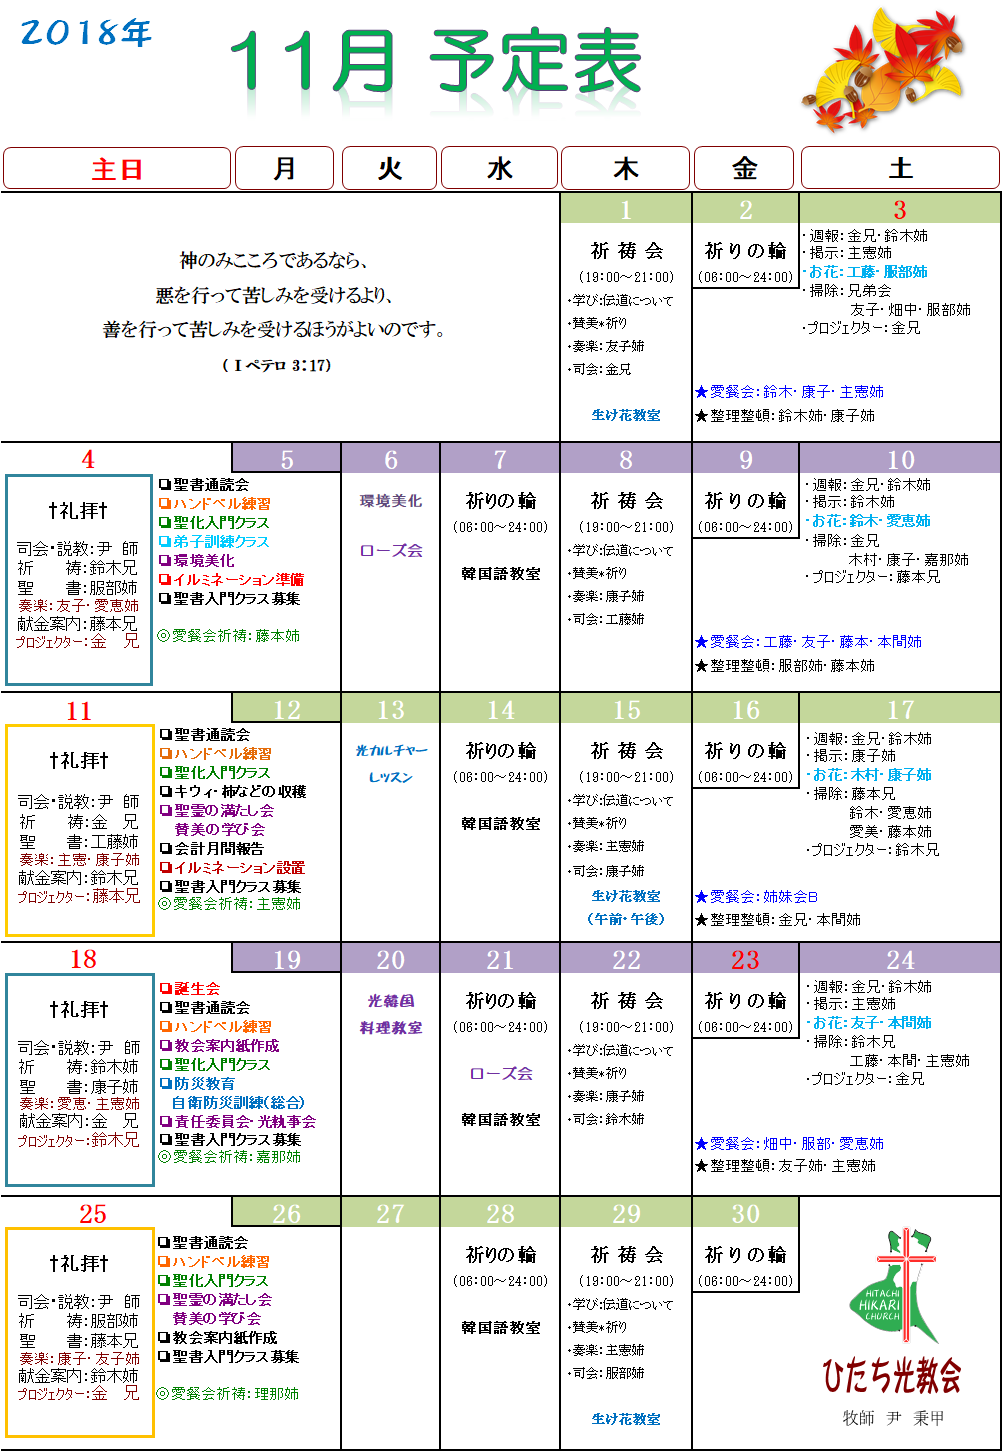 2018年
11月 予定表
主日 月 火 水 木 金 土
神のみこころであるなら、
悪を行って苦しみを受けるより、
善を行って苦しみを受けるほうがよいのです。
( Ⅰペテロ 3:17)
1
祈 祷 会
(19:00～21:00)
・学び:伝道について
・賛美*祈り
・奏楽:友子姉
・司会:金兄
生け花教室
2
祈りの輪
(06:00～24:00)
3
・週報:金兄・鈴木姉
・掲示:主憲姉
・お花:工藤・服部姉
・掃除:兄弟会
友子・畑中・服部姉
・プロジェクター:金兄
★愛餐会:鈴木・康子・主憲姉
★整理整頓:鈴木姉・康子姉
4
†礼拝†
司会・説教:尹 師
祈 祷:鈴木兄
聖 書:服部姉
奏楽:友子・愛恵姉
献金案内:藤本兄
プロジェクター:金 兄
5
❏聖書通読会
❏ハンドベル練習
❏聖化入門クラス
❏弟子訓練クラス
❏環境美化
❏イルミネーション準備
❏聖書入門クラス募集
◎愛餐会祈祷:藤本姉
6
環境美化
ローズ会
7
祈りの輪
(06:00～24:00)
韓国語教室
8
祈 祷 会
(19:00～21:00)
・学び:伝道について
・賛美*祈り
・奏楽:康子姉
・司会:工藤姉
9
祈りの輪
(06:00～24:00)
10
・週報:金兄・鈴木姉
・掲示:鈴木姉
・お花:鈴木・愛恵姉
・掃除:金兄
木村・康子・嘉那姉
・プロジェクター:藤本兄
★愛餐会:工藤・友子・藤本・本間姉
★整理整頓:服部姉・藤本姉
11
†礼拝†
司会・説教:尹 師
祈 祷:金 兄
聖 書:工藤姉
奏楽:主憲・康子姉
献金案内:鈴木兄
プロジェクター:藤本兄
12
❏聖書通読会
❏ハンドベル練習
❏聖化入門クラス
❏キウィ・柿などの収穫
❏聖霊の満たし会
賛美の学び会
❏会計月間報告
❏イルミネーション設置
❏聖書入門クラス募集
◎愛餐会祈祷:主憲姉
13
光カルチャー
レッスン
14
祈りの輪
(06:00～24:00)
韓国語教室
15
祈 祷 会
(19:00～21:00)
・学び:伝道について
・賛美*祈り
・奏楽:主憲姉
・司会:康子姉
生け花教室
(午前・午後)
16
祈りの輪
(06:00～24:00)
17
・週報:金兄・鈴木姉
・掲示:康子姉
・お花:木村・康子姉
・掃除:藤本兄
鈴木・愛恵姉
愛美・藤本姉
・プロジェクター:鈴木兄
★愛餐会:姉妹会B
★整理整頓:金兄・本間姉
18
†礼拝†
司会・説教:尹 師
祈 祷:鈴木姉
聖 書:康子姉
奏楽:愛恵・主憲姉
献金案内:金 兄
プロジェクター:鈴木兄
19
❏誕生会
❏聖書通読会
❏ハンドベル練習
❏教会案内紙作成
❏聖化入門クラス
❏防災教育
自衛防災訓練(総合)
❏責任委員会・光執事会
❏聖書入門クラス募集
◎愛餐会祈祷:嘉那姉
20
光韓国
料理教室
21
祈りの輪
(06:00～24:00)
ローズ会
韓国語教室
22
祈 祷 会
(19:00～21:00)
・学び:伝道について
・賛美*祈り
・奏楽:康子姉
・司会:鈴木姉
23
祈りの輪
(06:00～24:00)
24
・週報:金兄・鈴木姉
・掲示:主憲姉
・お花:友子・本間姉
・掃除:鈴木兄
工藤・本間・主憲姉
・プロジェクター:金兄
★愛餐会:畑中・服部・愛恵姉
★整理整頓:友子姉・主憲姉
25
†礼拝†
司会・説教:尹 師
祈 祷:服部姉
聖 書:藤本兄
奏楽:康子・友子姉
献金案内:鈴木姉
プロジェクター:金 兄
26
❏聖書通読会
❏ハンドベル練習
❏聖化入門クラス
❏聖霊の満たし会
賛美の学び会
❏教会案内紙作成
❏聖書入門クラス募集
◎愛餐会祈祷:理那姉
27
28
祈りの輪
(06:00～24:00)
韓国語教室
29
祈 祷 会
(19:00～21:00)
・学び:伝道について
・賛美*祈り
・奏楽:主憲姉
・司会:服部姉
生け花教室
30
祈りの輪
(06:00～24:00)
HITACHI
HIKARI
CHURCH
ひたち光教会
牧師 尹 秉甲